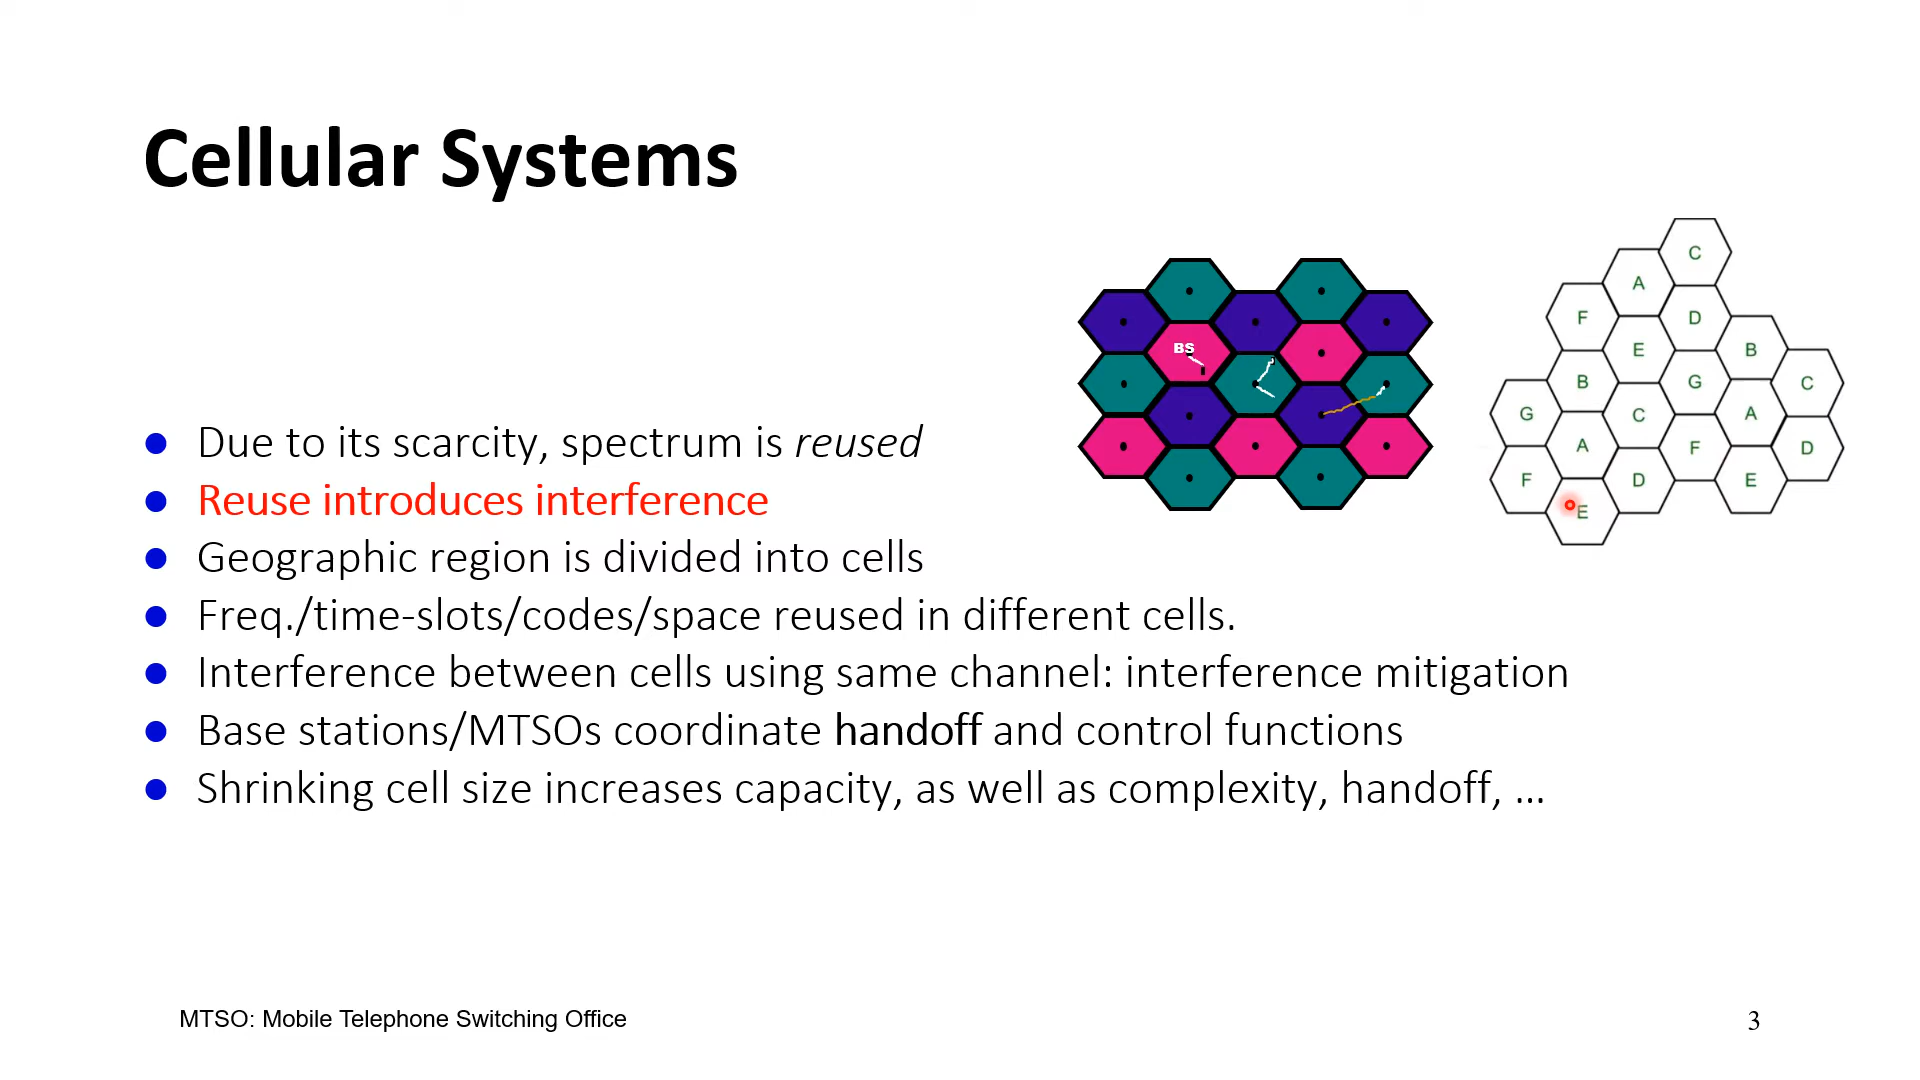 Cellular Systems
BS
C
A
F
D
E
B
B
G
C
G
C
A
A
F
D
F
D
E
E
Due to its scarcity, spectrum is reused
Reuse introduces interference
Geographic region is divided into cells
Freq./time-slots/codes/space reused in different cells.
Interference between cells using same channel: interference mitigation
Base stations/MTSOs coordinate handoff and control functions
Shrinking cell size increases capacity, as well as complexity, handoff, ...
MTSO: Mobile Telephone Switching Office
3